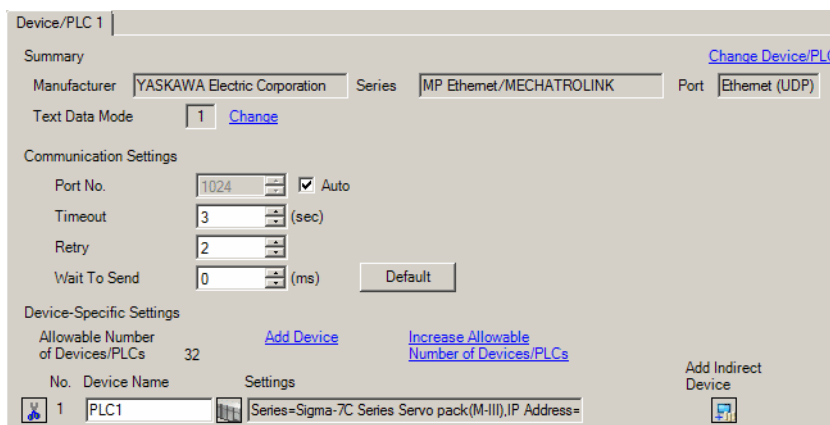 Device/PLC 1
Summary
Change Device/PLC
Manufacturer YASKAWA Electric Corporation Series MP Ethernet/MECHATROLINK Port Ethernet (UDP)
Text Data Mode 1 Change
Communication Settings
Port No. 1024 Auto
Timeout 3 (sec)
Retry 2
Wait To Send 0 (ms) Default
Device-Specific Settings
Allowable Number of Devices/PLCs 32 Add Device Increase Allowable Number of Devices/PLCs
Add Indirect Device
No. Device Name Settings
1 PLC1 Series=Sigma-7C Series Servo pack(M-III),IP Address=